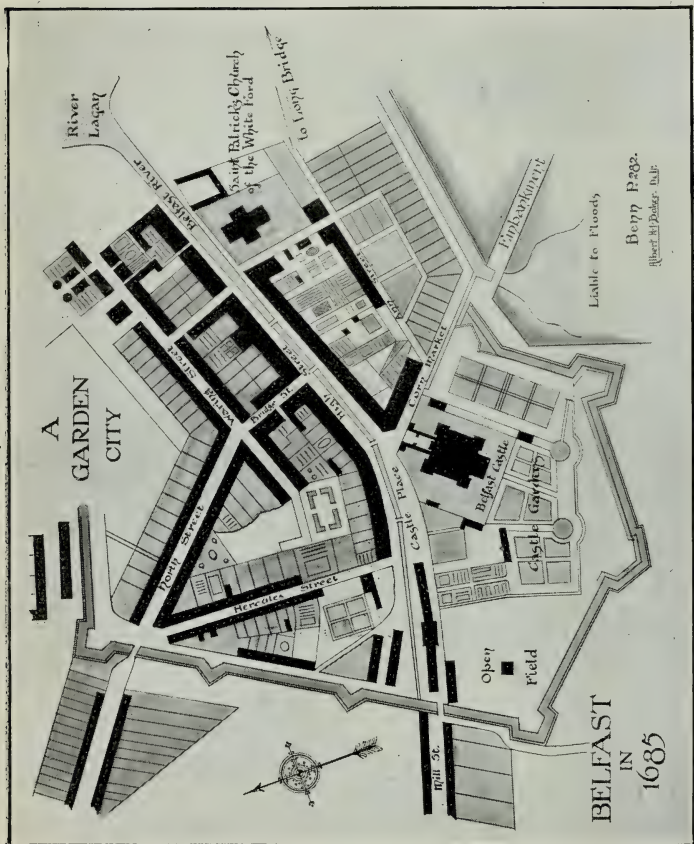 A
GARDEN
CITY
River
Lagan
Belfast River
Saint Patrick's Church
of the White Ford
to Long Bridge
Waring Street
Bridge St.
High Street
North Street
Hercules Street
Castle Place
Corn Market
Street
Embankment
Liable to Floods
Benn P. 282.
Belfast Castle
Castle Gardens
Open
Field
Mill St.
BELFAST
IN
1685